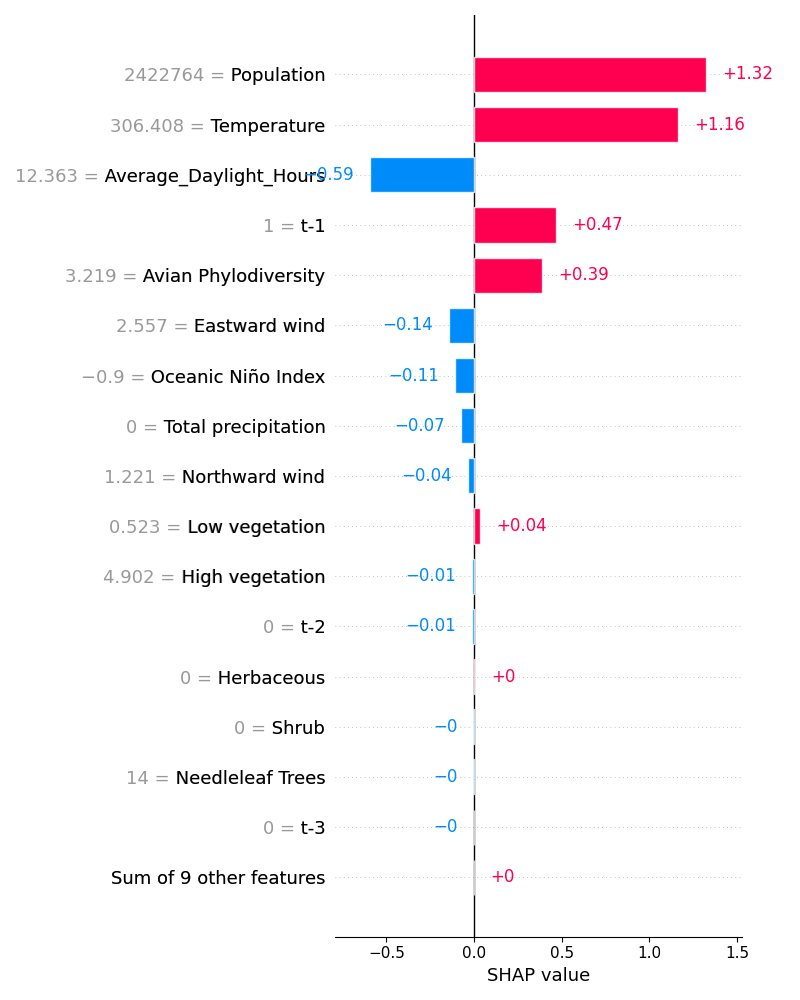 2422764 = Population +1.32
306.408 = Temperature +1.16
12.363 = Average_Daylight_Hours −0.59
1 = t-1 +0.47
3.219 = Avian Phylodiversity +0.39
2.557 = Eastward wind −0.14
−0.9 = Oceanic Niño Index −0.11
0 = Total precipitation −0.07
1.221 = Northward wind −0.04
0.523 = Low vegetation +0.04
4.902 = High vegetation −0.01
0 = t-2 −0.01
0 = Herbaceous +0
0 = Shrub −0
14 = Needleleaf Trees −0
0 = t-3 −0
Sum of 9 other features +0
−0.5 0.0 0.5 1.0 1.5
SHAP value